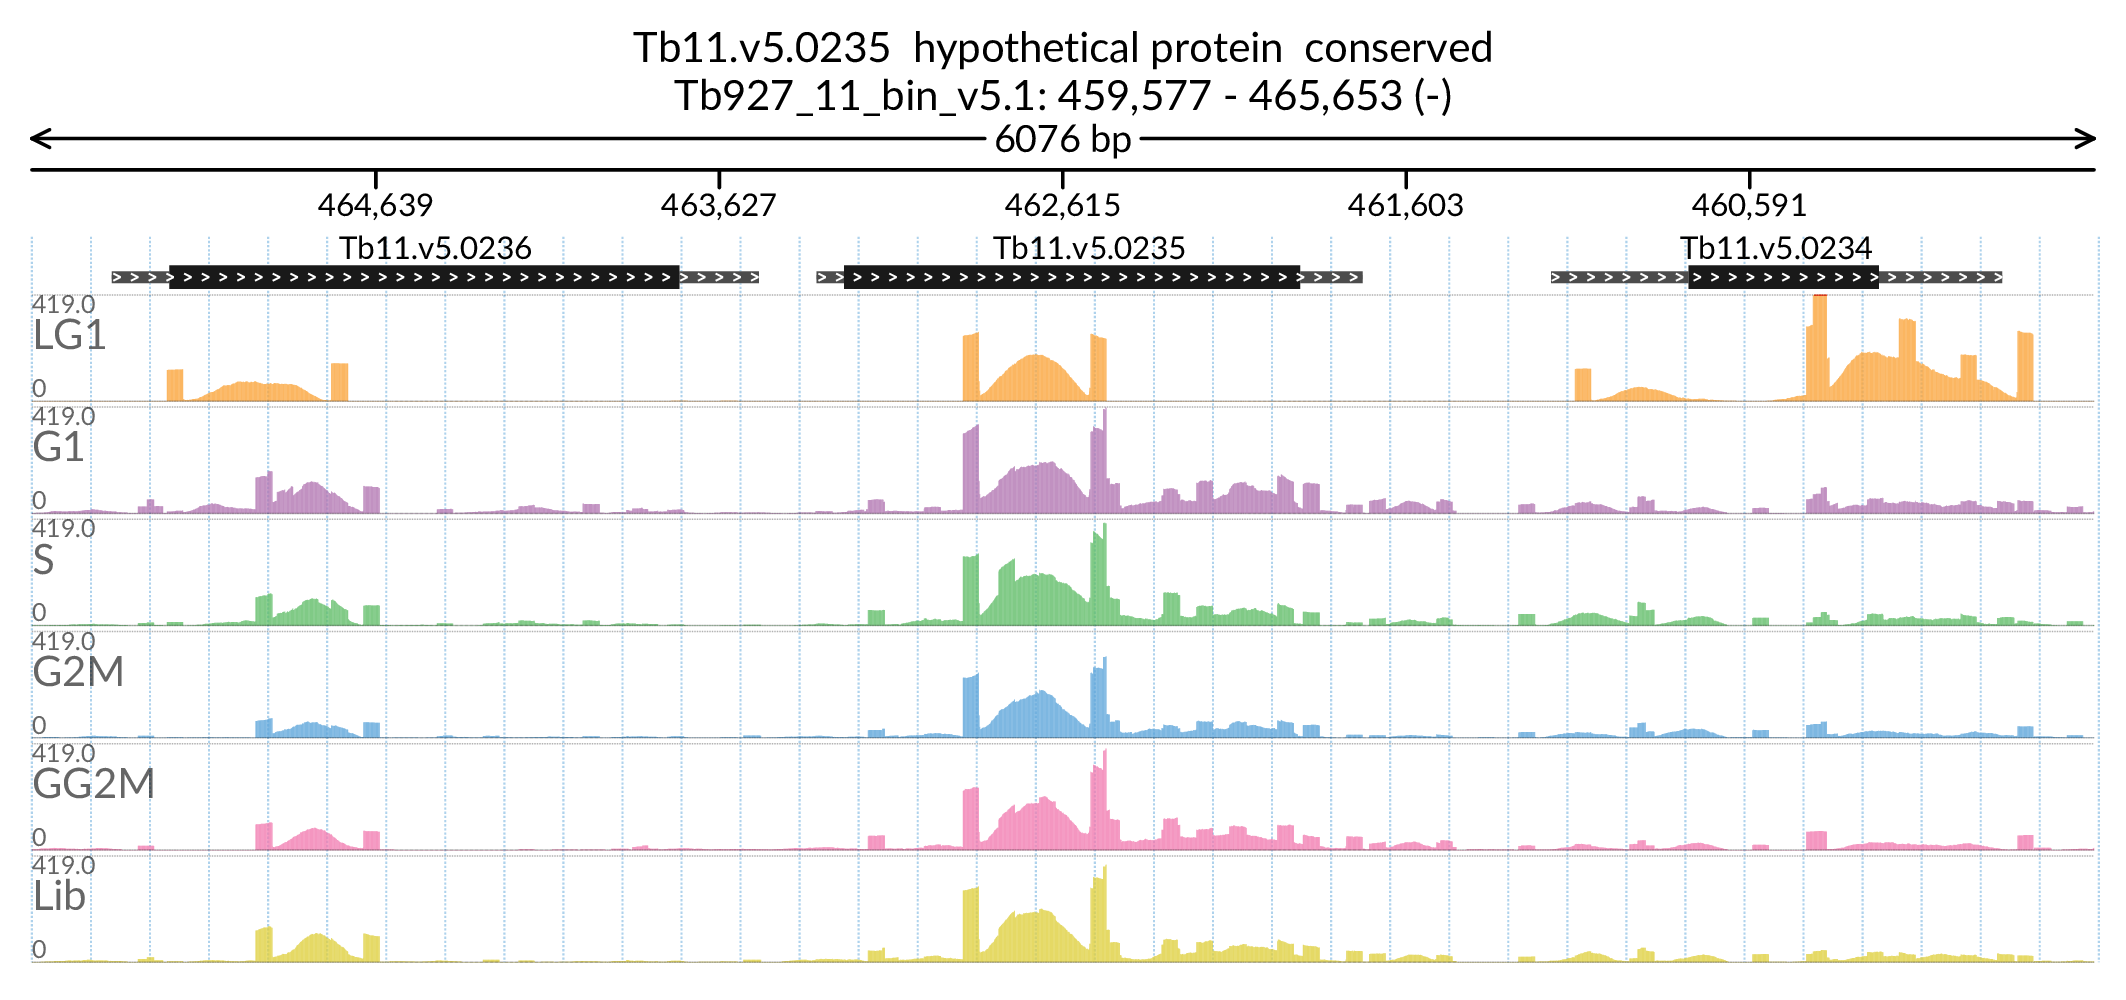 Tb11.v5.0235 hypothetical protein conserved
Tb927_11_bin_v5.1: 459,577 - 465,653 (-)
6076 bp
464,639 463,627 462,615 461,603 460,591
Tb11.v5.0236 Tb11.v5.0235 Tb11.v5.0234
419.0
LG1
0
419.0
G1
0
419.0
S
0
419.0
G2M
0
419.0
GG2M
0
419.0
Lib
0